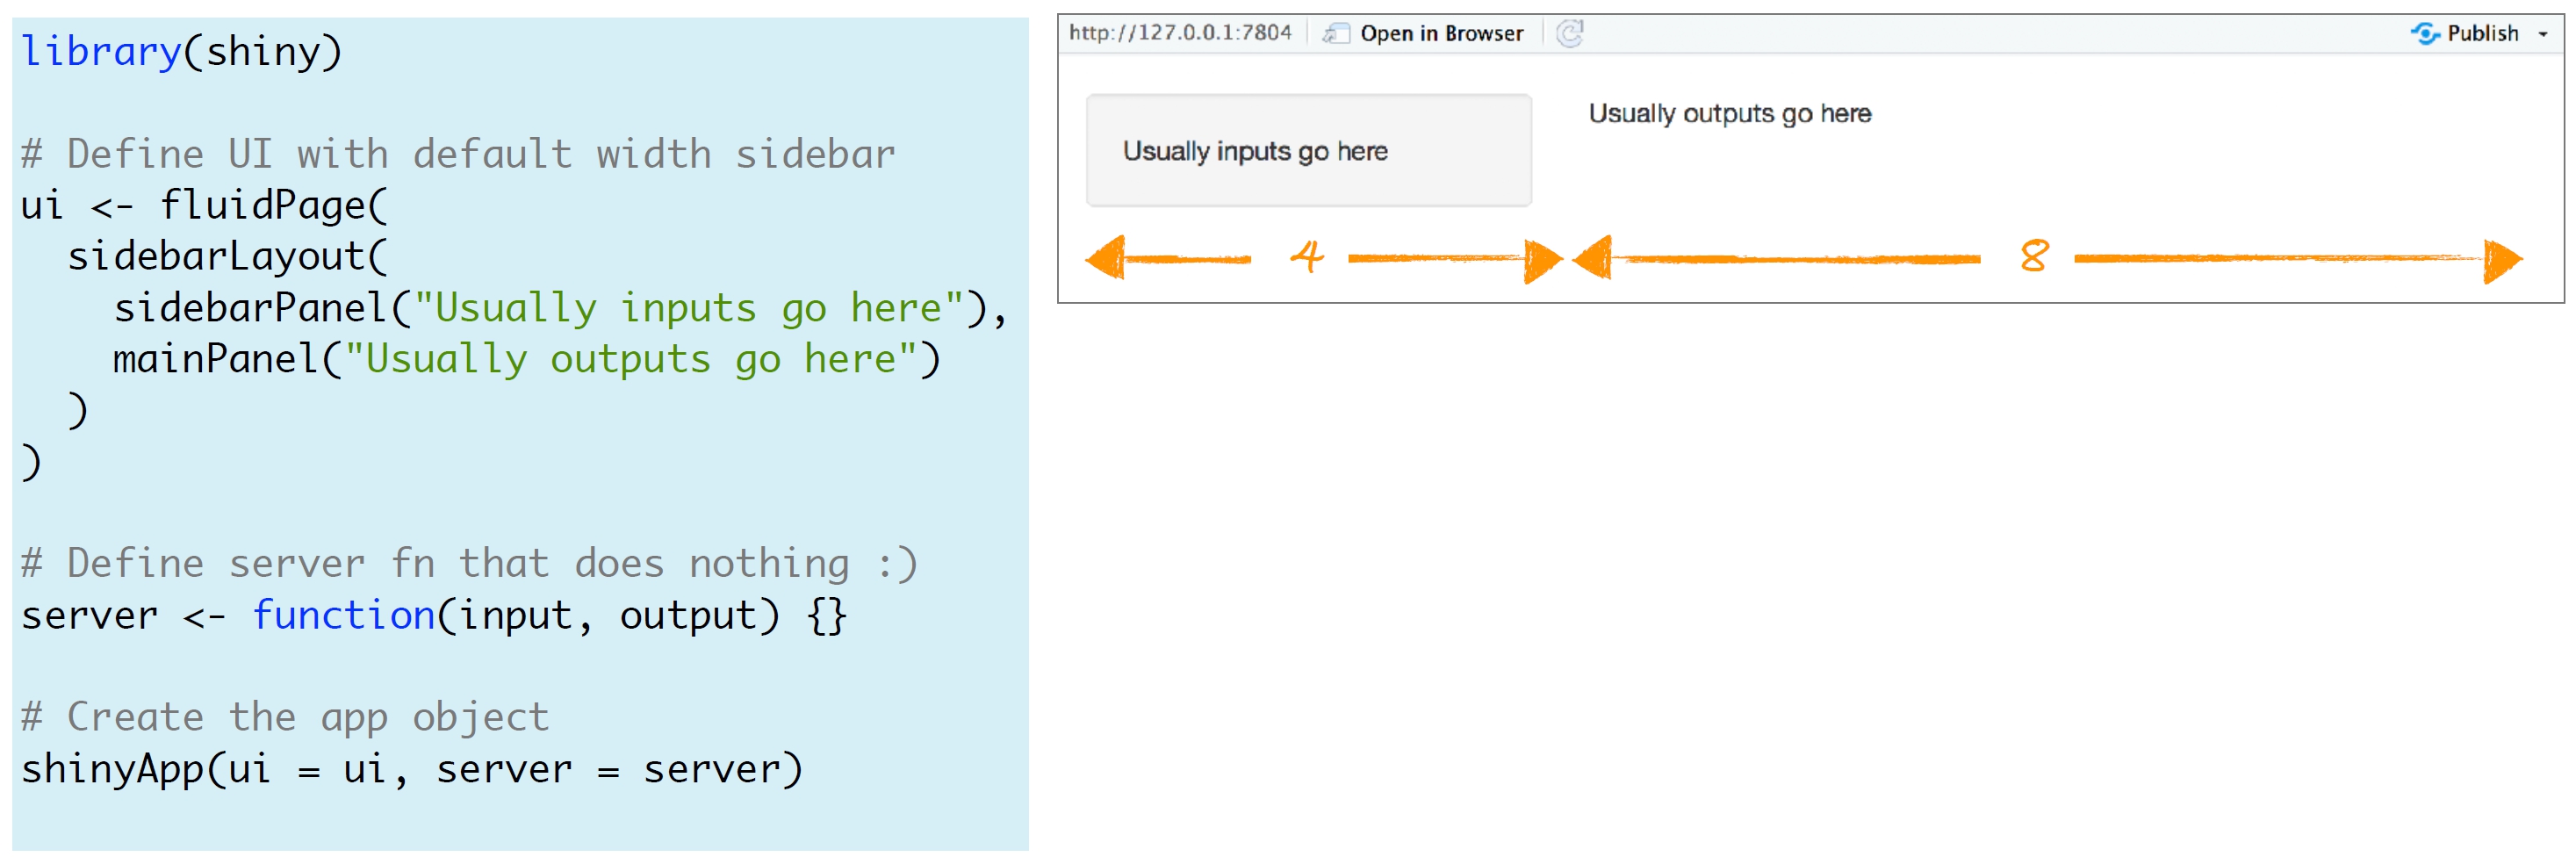 library(shiny)
# Define UI with default width sidebar
ui <- fluidPage(
  sidebarLayout(
    sidebarPanel("Usually inputs go here"),
    mainPanel("Usually outputs go here")
  )
)
# Define server fn that does nothing :)
server <- function(input, output) {}
# Create the app object
shinyApp(ui = ui, server = server)
http://127.0.0.1:7804 Open in Browser Publish
Usually outputs go here
Usually inputs go here
4 8